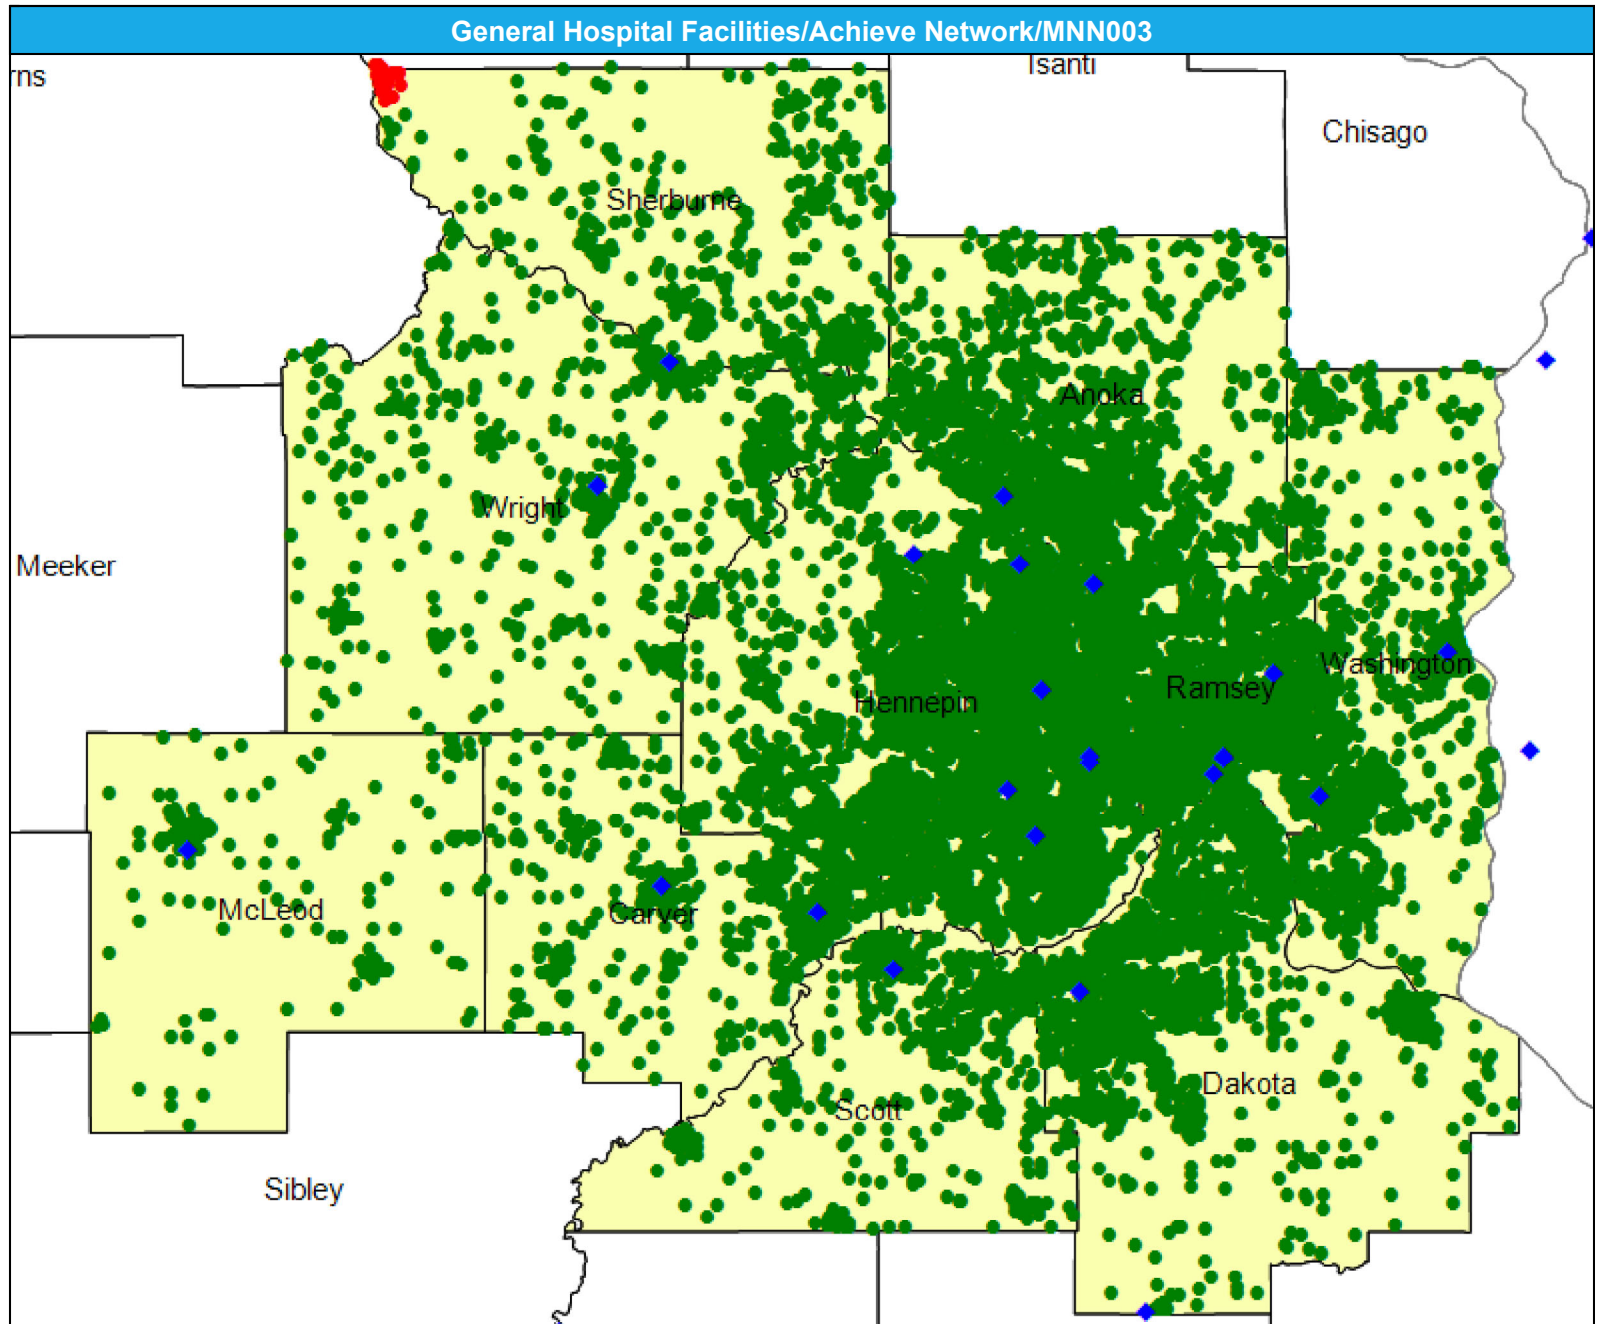 General Hospital Facilities/Achieve Network/MNN003
Isanti
rns
Chisago
Sherburne
Anoka
Wright
Meeker
Washington
Ramsey
Hennepin
McLeod
Carver
Dakota
Scott
Sibley